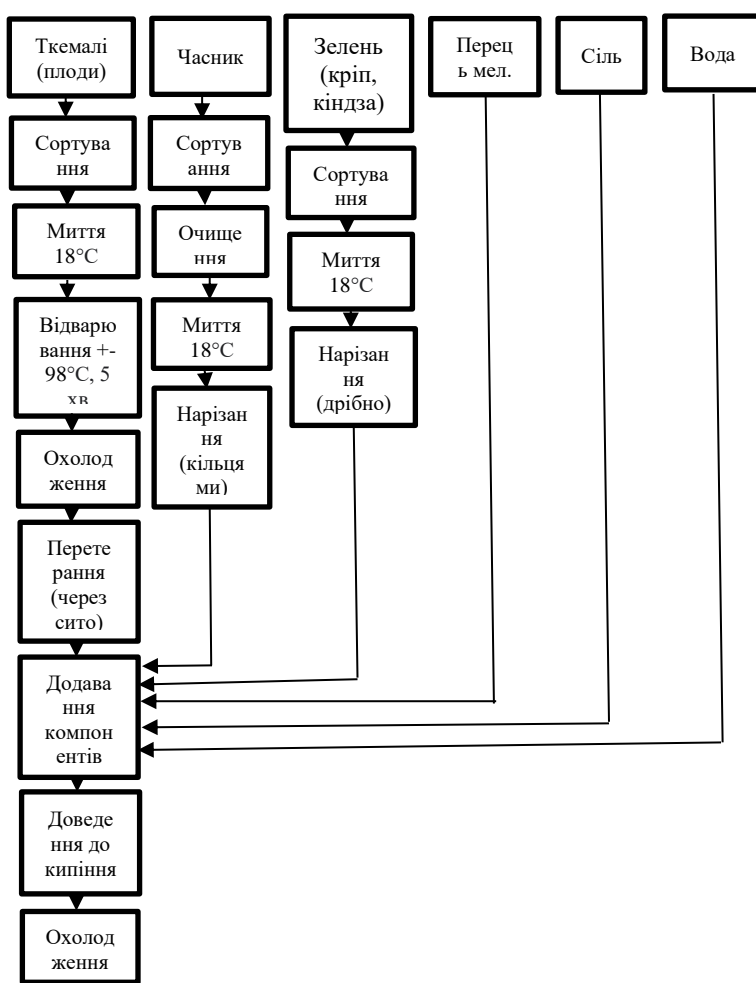 Ткемалі
(плоди)
Часник
Зелень
(кріп,
кіндза)
Перец
ь мел.
Сіль
Вода
Сортува
ння
Сортув
ання
Сортува
ння
Миття
18°C
Очище
ння
Миття
18°C
Відварю
вання +-
98°C, 5
хв
Миття
18°C
Нарізан
ня
(дрібно)
Нарізан
ня
(кільця
ми)
Охолод
ження
Перете
рання
(через
сито)
Додава
ння
компон
ентів
Доведе
ння до
кипіння
Охолод
ження